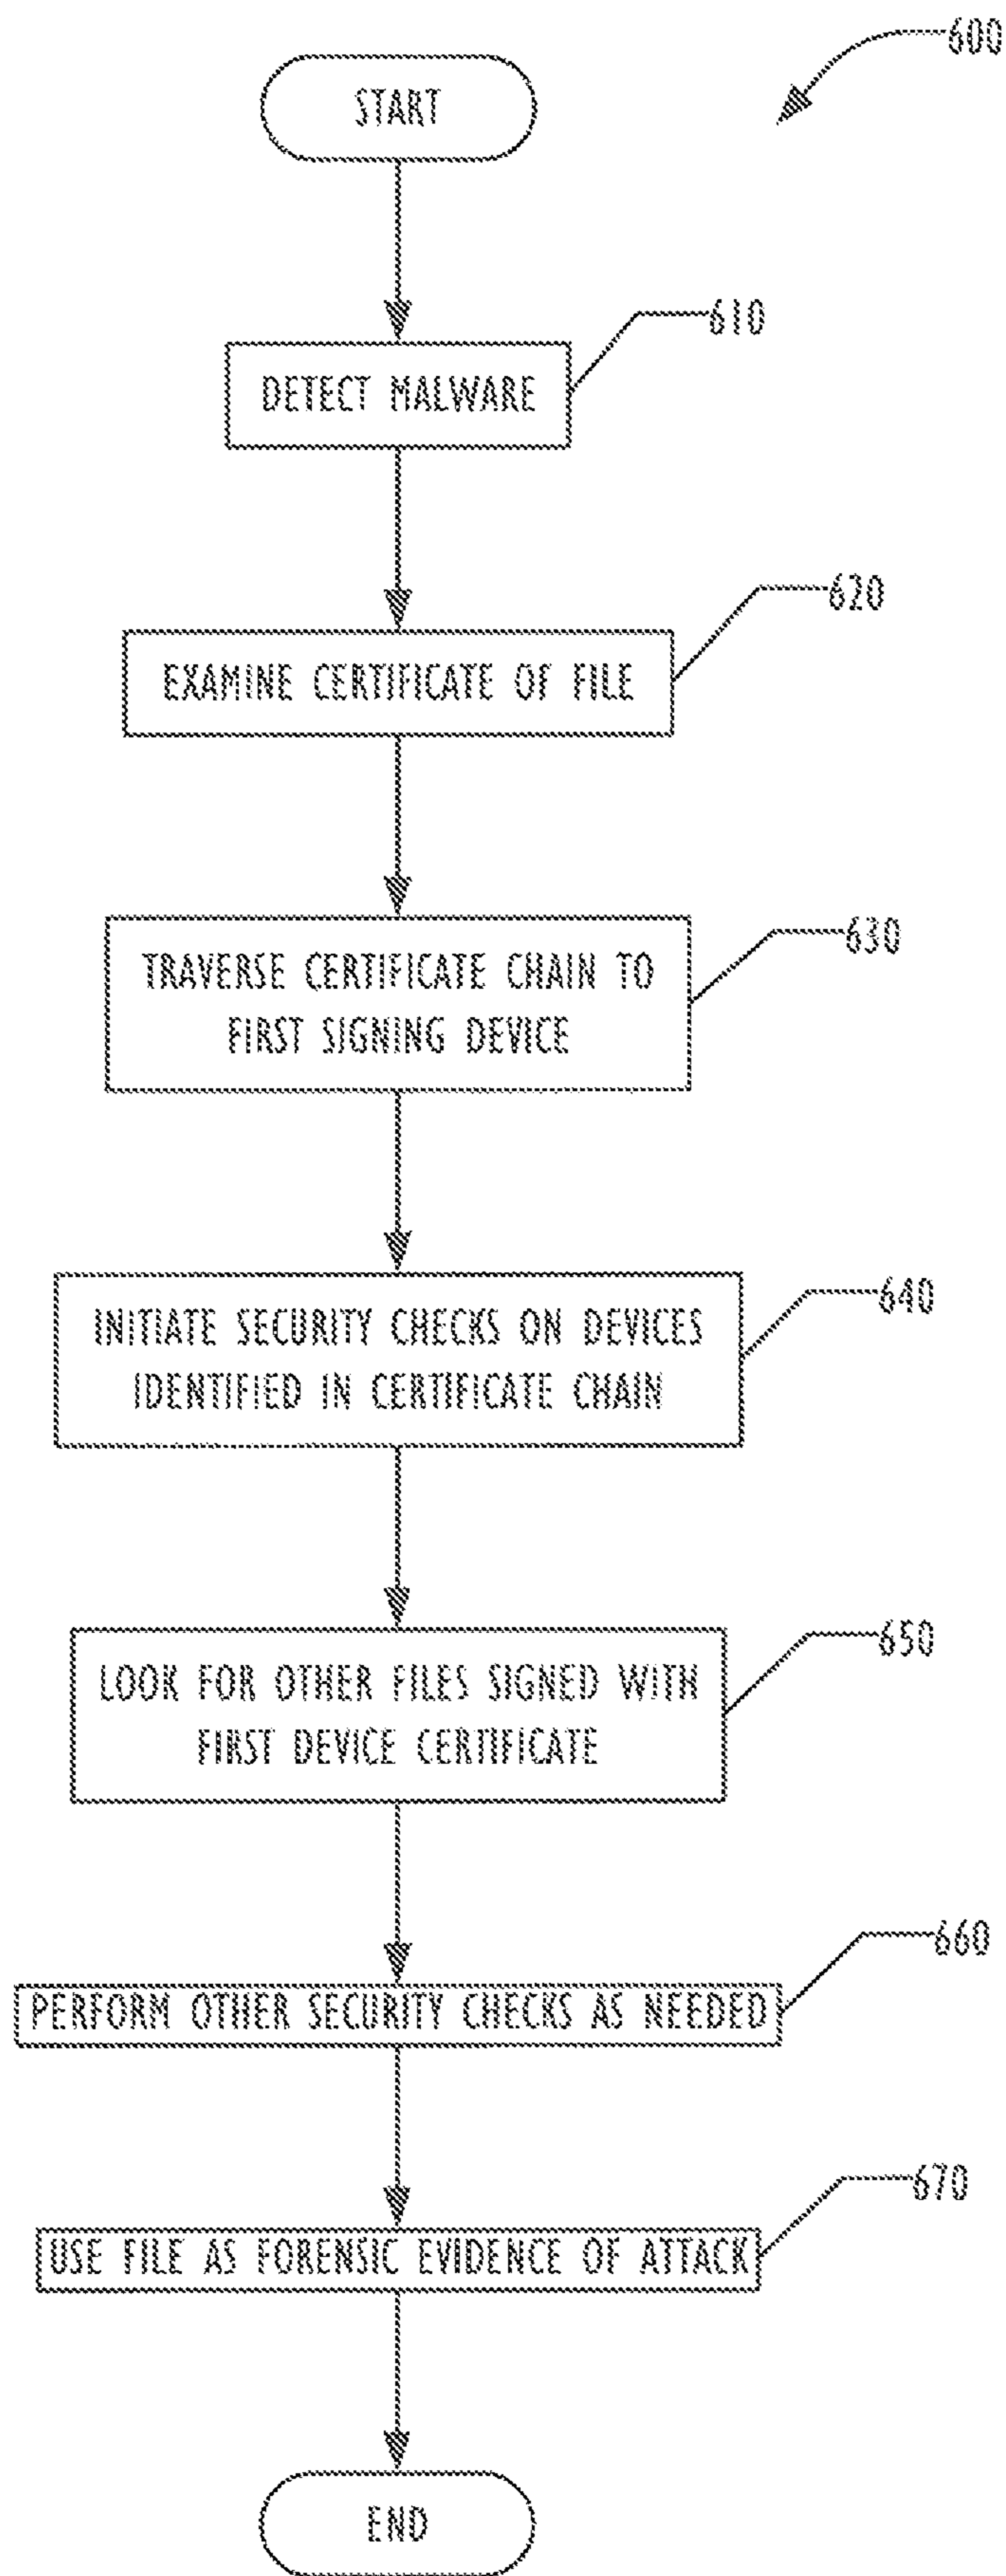 600
START
610
DETECT MALWARE
620
EXAMINE CERTIFICATE OF FILE
630
TRAVERSE CERTIFICATE CHAIN TO
FIRST SIGNING DEVICE
640
INITIATE SECURITY CHECKS ON DEVICES
IDENTIFIED IN CERTIFICATE CHAIN
650
LOOK FOR OTHER FILES SIGNED WITH
FIRST DEVICE CERTIFICATE
660
PERFORM OTHER SECURITY CHECKS AS NEEDED
670
USE FILE AS FORENSIC EVIDENCE OF ATTACK
END